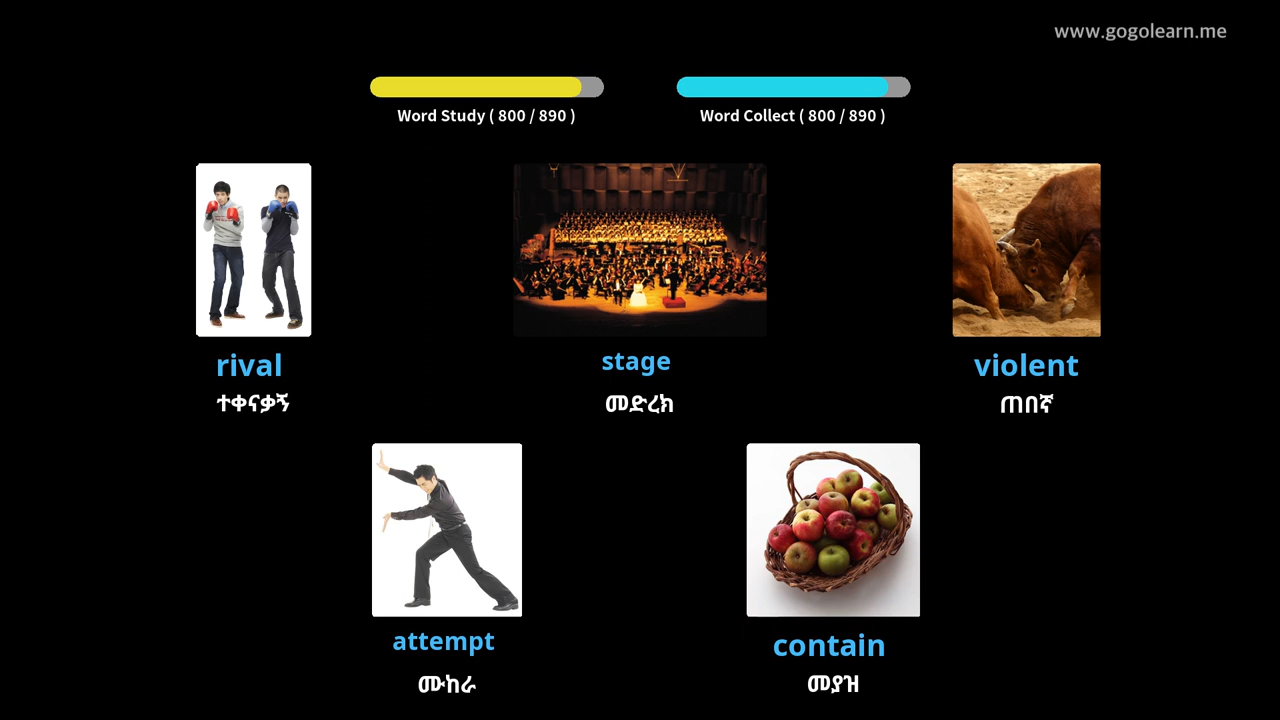 www.gogolearn.me
Word Study ( 800 / 890 )
Word Collect ( 800 / 890 )
rival
stage
violent
ተቀናቃኝ
መድረክ
ጠበኛ
attempt
contain
ሙከራ
መያዝ